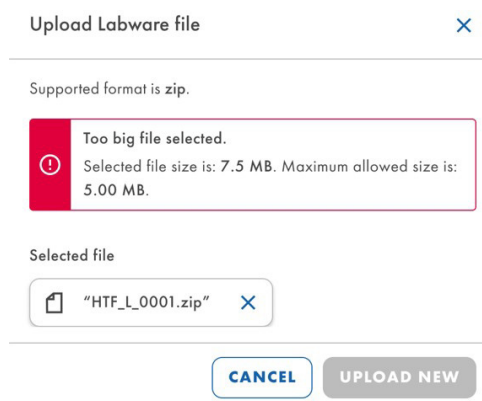 Upload Labware file
Supported format is zip.
Too big file selected.
Selected file size is: 7.5 MB. Maximum allowed size is:
5.00 MB.
Selected file
"HTF_L_0001.zip"
CANCEL
UPLOAD NEW